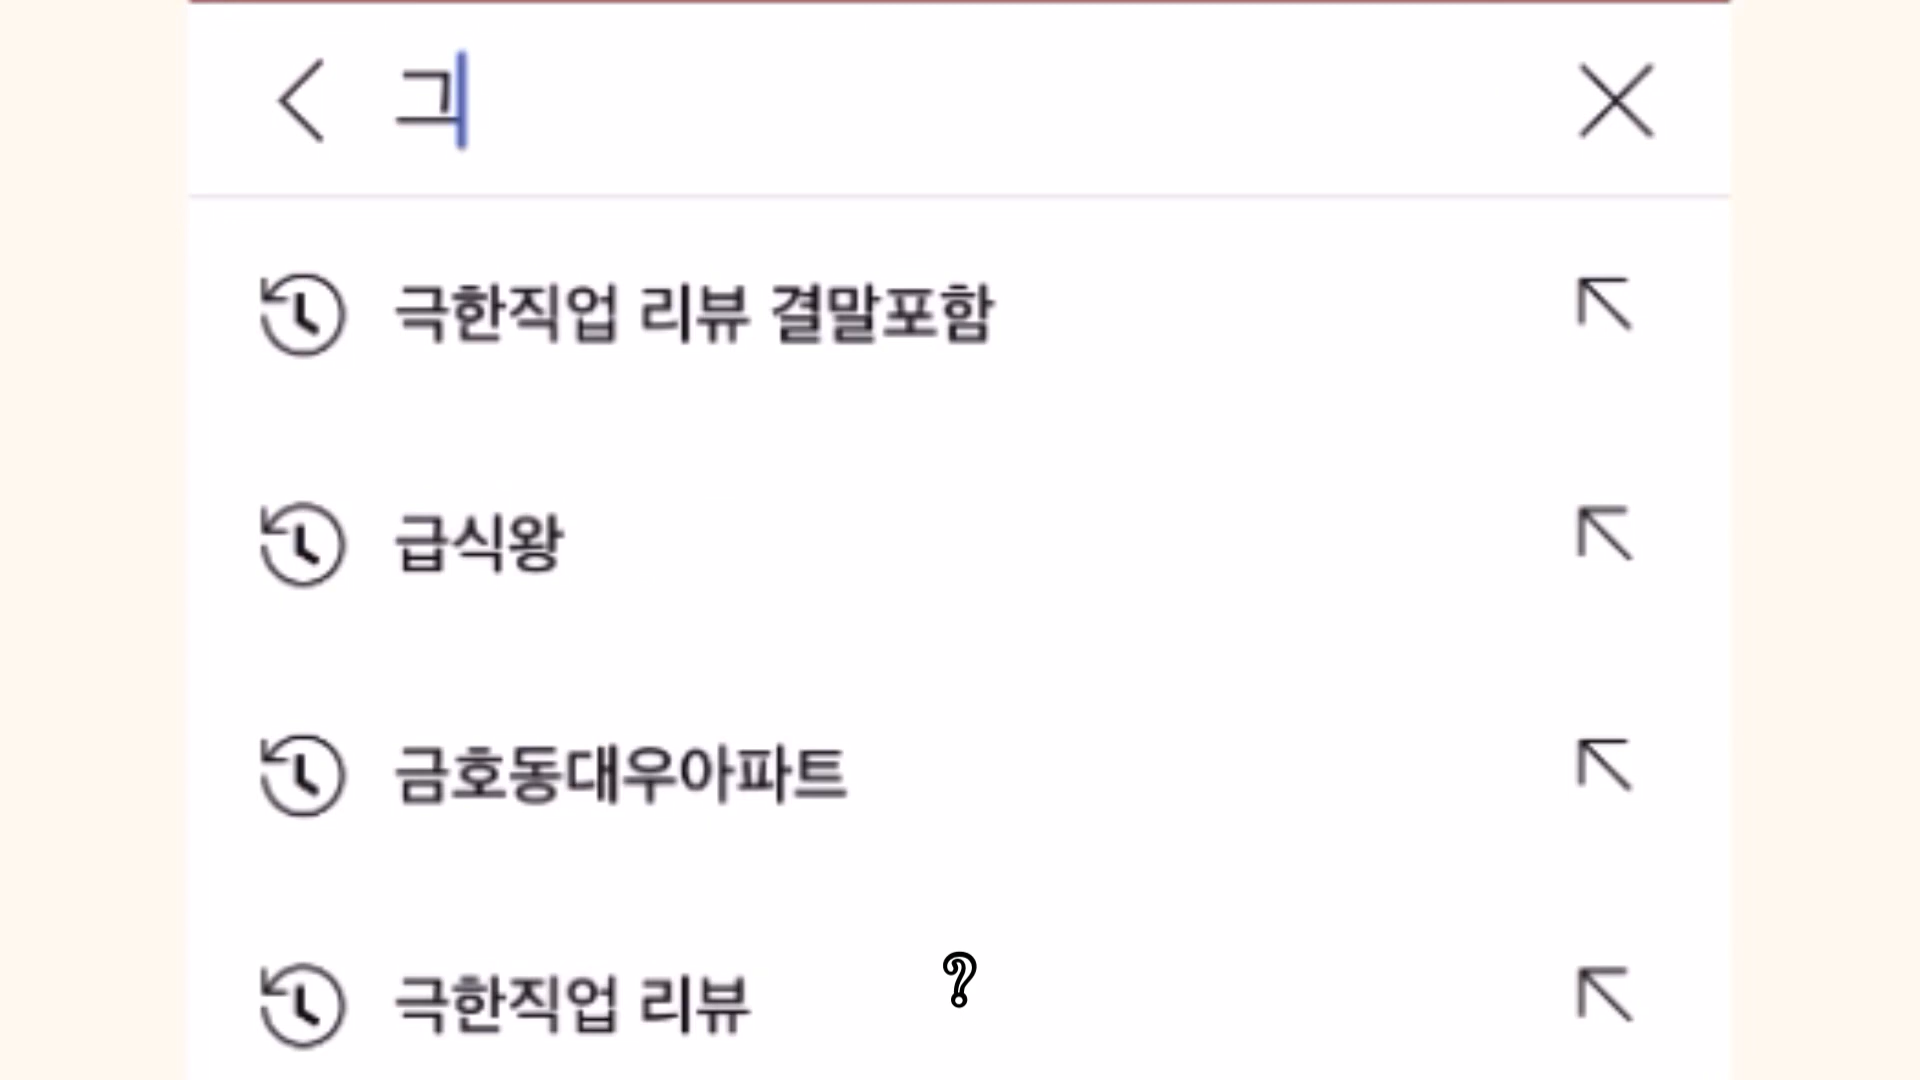 그
극한직업 리뷰 결말포함
급식왕
금호동대우아파트
극한직업 리뷰
?